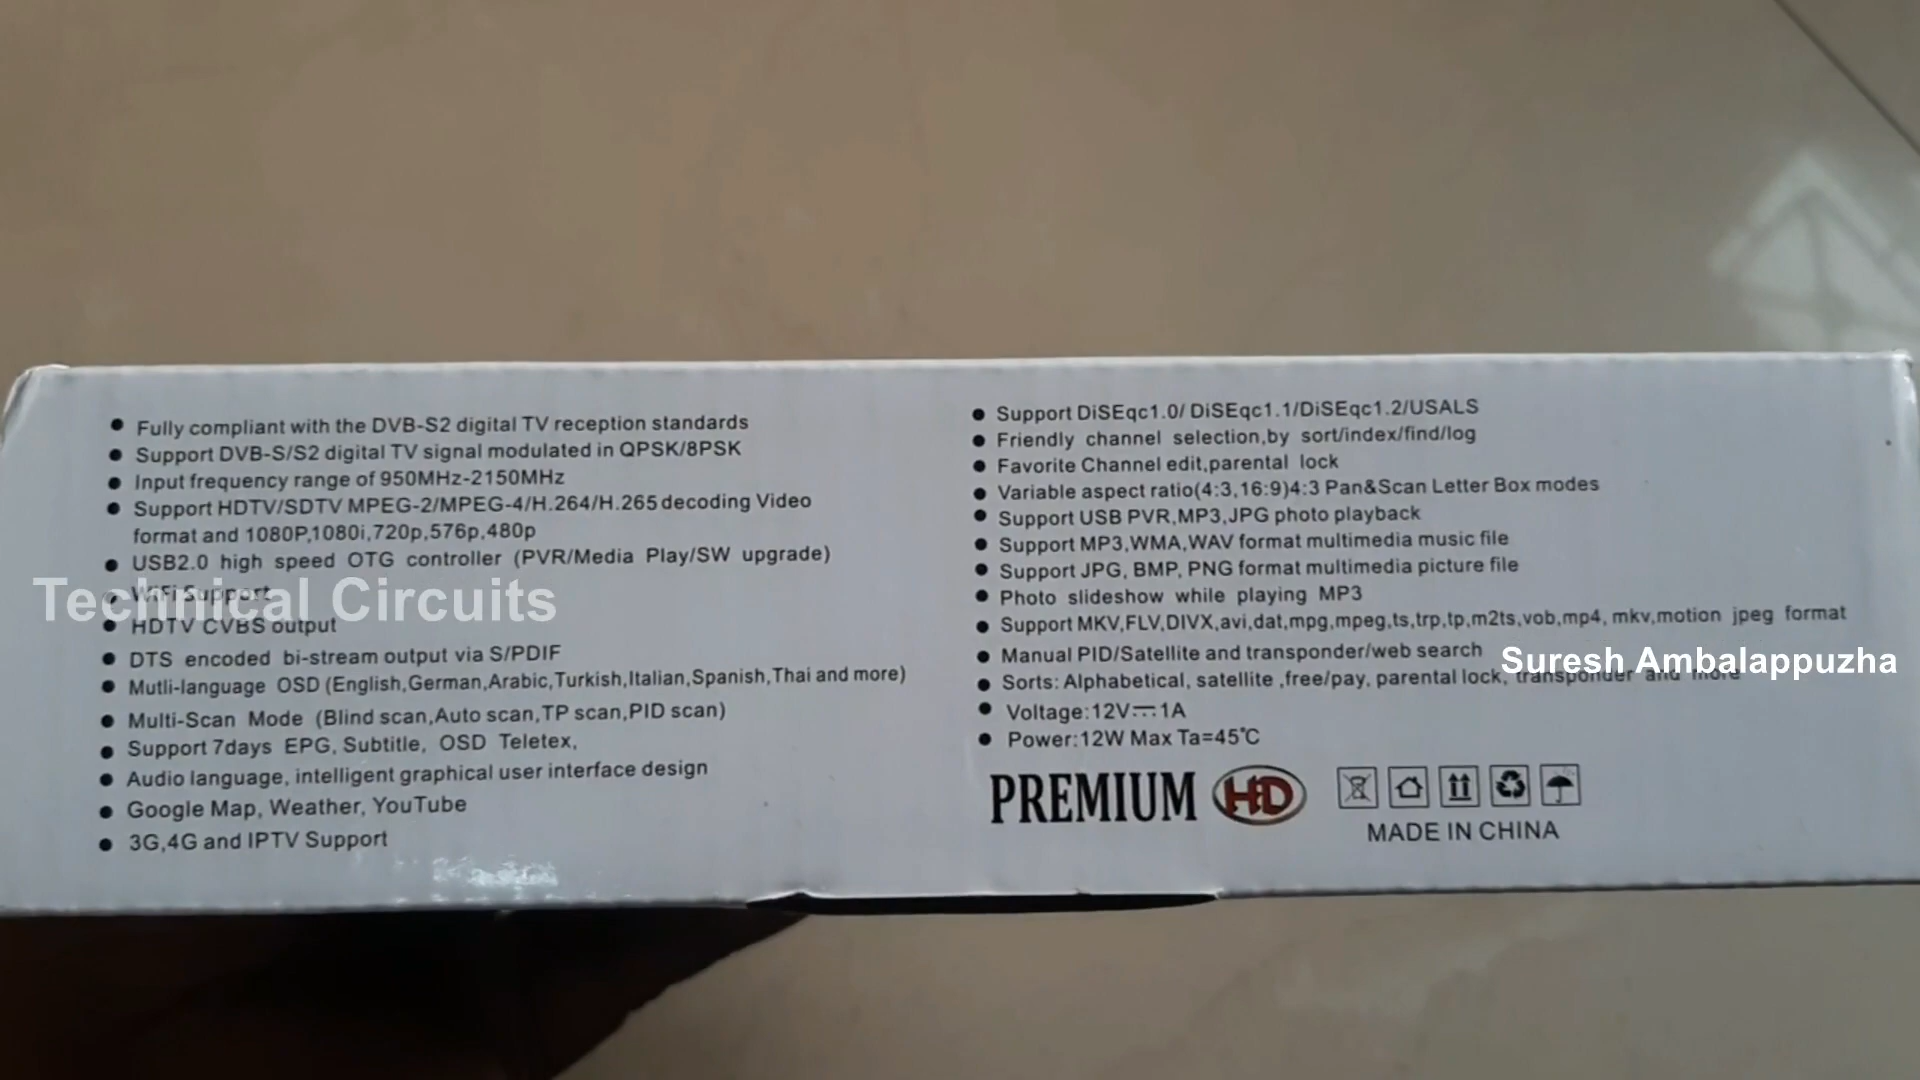 Fully compliant with the DVB-S2 digital TV reception standards
Support DVB-S/S2 digital TV signal modulated in QPSK/8PSK
Input frequency range of 950MHz-2150MHz
Support HDTV/SDTV MPEG-2/MPEG-4/H.264/H.265 decoding Video
format and 1080P,1080i,720p,576p,480p
USB2.0 high speed OTG controller (PVR/Media Play/SW upgrade)
WiFi Support
Technical Circuits
HDTV CVBS output
DTS encoded bi-stream output via S/PDIF
Mutli-language OSD (English,German,Arabic,Turkish,Italian,Spanish,Thai and more)
Multi-Scan Mode (Blind scan,Auto scan,TP scan,PID scan)
Support 7days EPG, Subtitle, OSD Teletex,
Audio language, intelligent graphical user interface design
Google Map, Weather, YouTube
3G,4G and IPTV Support
Support DiSEqc1.0/ DiSEqc1.1/DiSEqc1.2/USALS
Friendly channel selection,by sort/index/find/log
Favorite Channel edit,parental lock
Variable aspect ratio(4:3,16:9)4:3 Pan&Scan Letter Box modes
Support USB PVR,MP3,JPG photo playback
Support MP3,WMA,WAV format multimedia music file
Support JPG, BMP, PNG format multimedia picture file
Photo slideshow while playing MP3
Support MKV,FLV,DIVX,avi,dat,mpg,mpeg,ts,trp,tp,m2ts,vob,mp4, mkv,motion jpeg format
Manual PID/Satellite and transponder/web search
Suresh Ambalappuzha
Sorts: Alphabetical, satellite ,free/pay, parental lock, transponder and more
Voltage:12V⎓1A
Power:12W Max Ta=45℃
PREMIUM HD
MADE IN CHINA